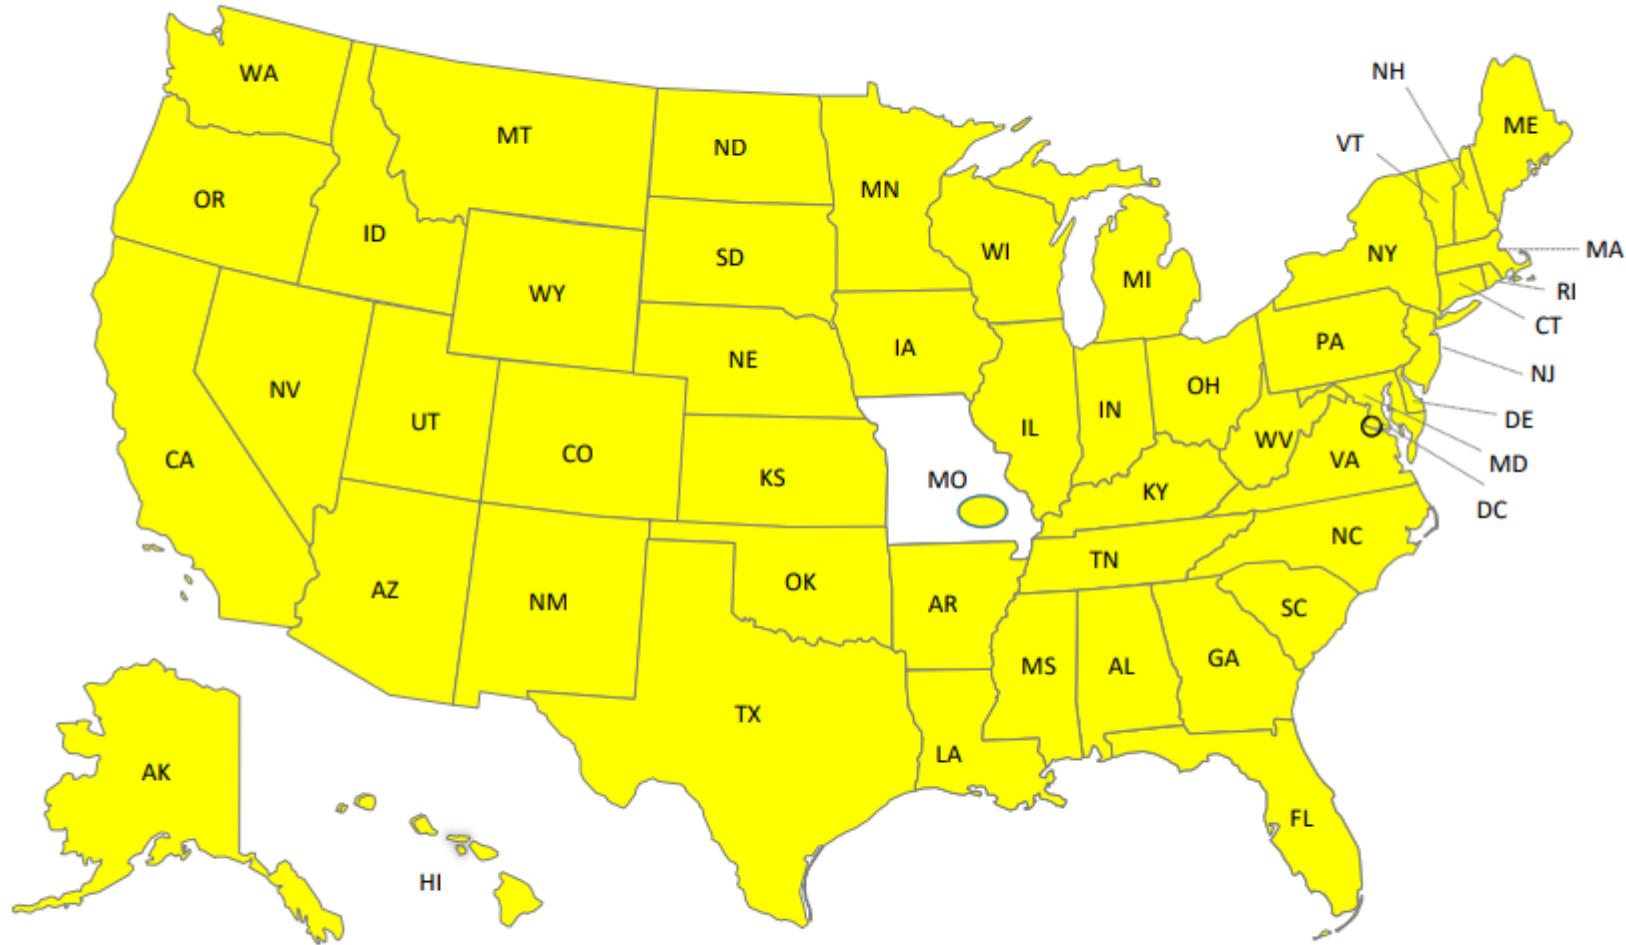 WA
MT
ND
MN
OR
ID
WY
SD
WI
MI
NH
VT
ME
NY
MA
RI
CT
NJ
DE
MD
DC
PA
NV
UT
CO
NE
IA
IL
IN
OH
WV
VA
CA
KS
MO
KY
NC
AZ
NM
OK
AR
TN
SC
MS
AL
GA
TX
LA
FL
AK
HI